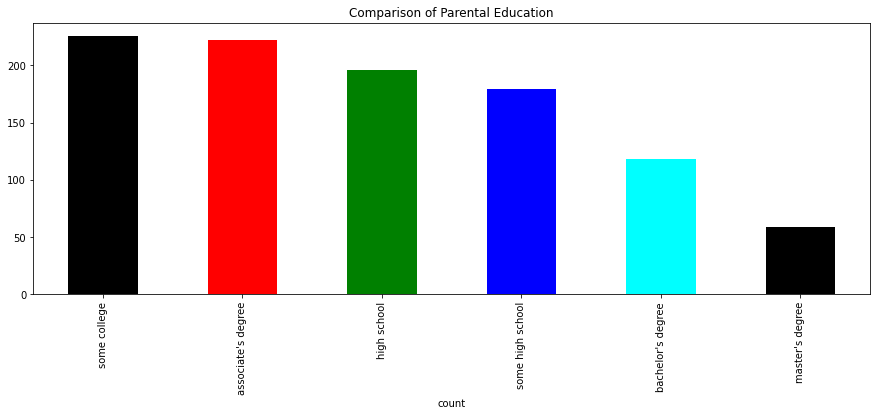 Comparison of Parental Education
200
150
100
50
0
some college
associate's degree
high school
some high school
bachelor's degree
master's degree
count